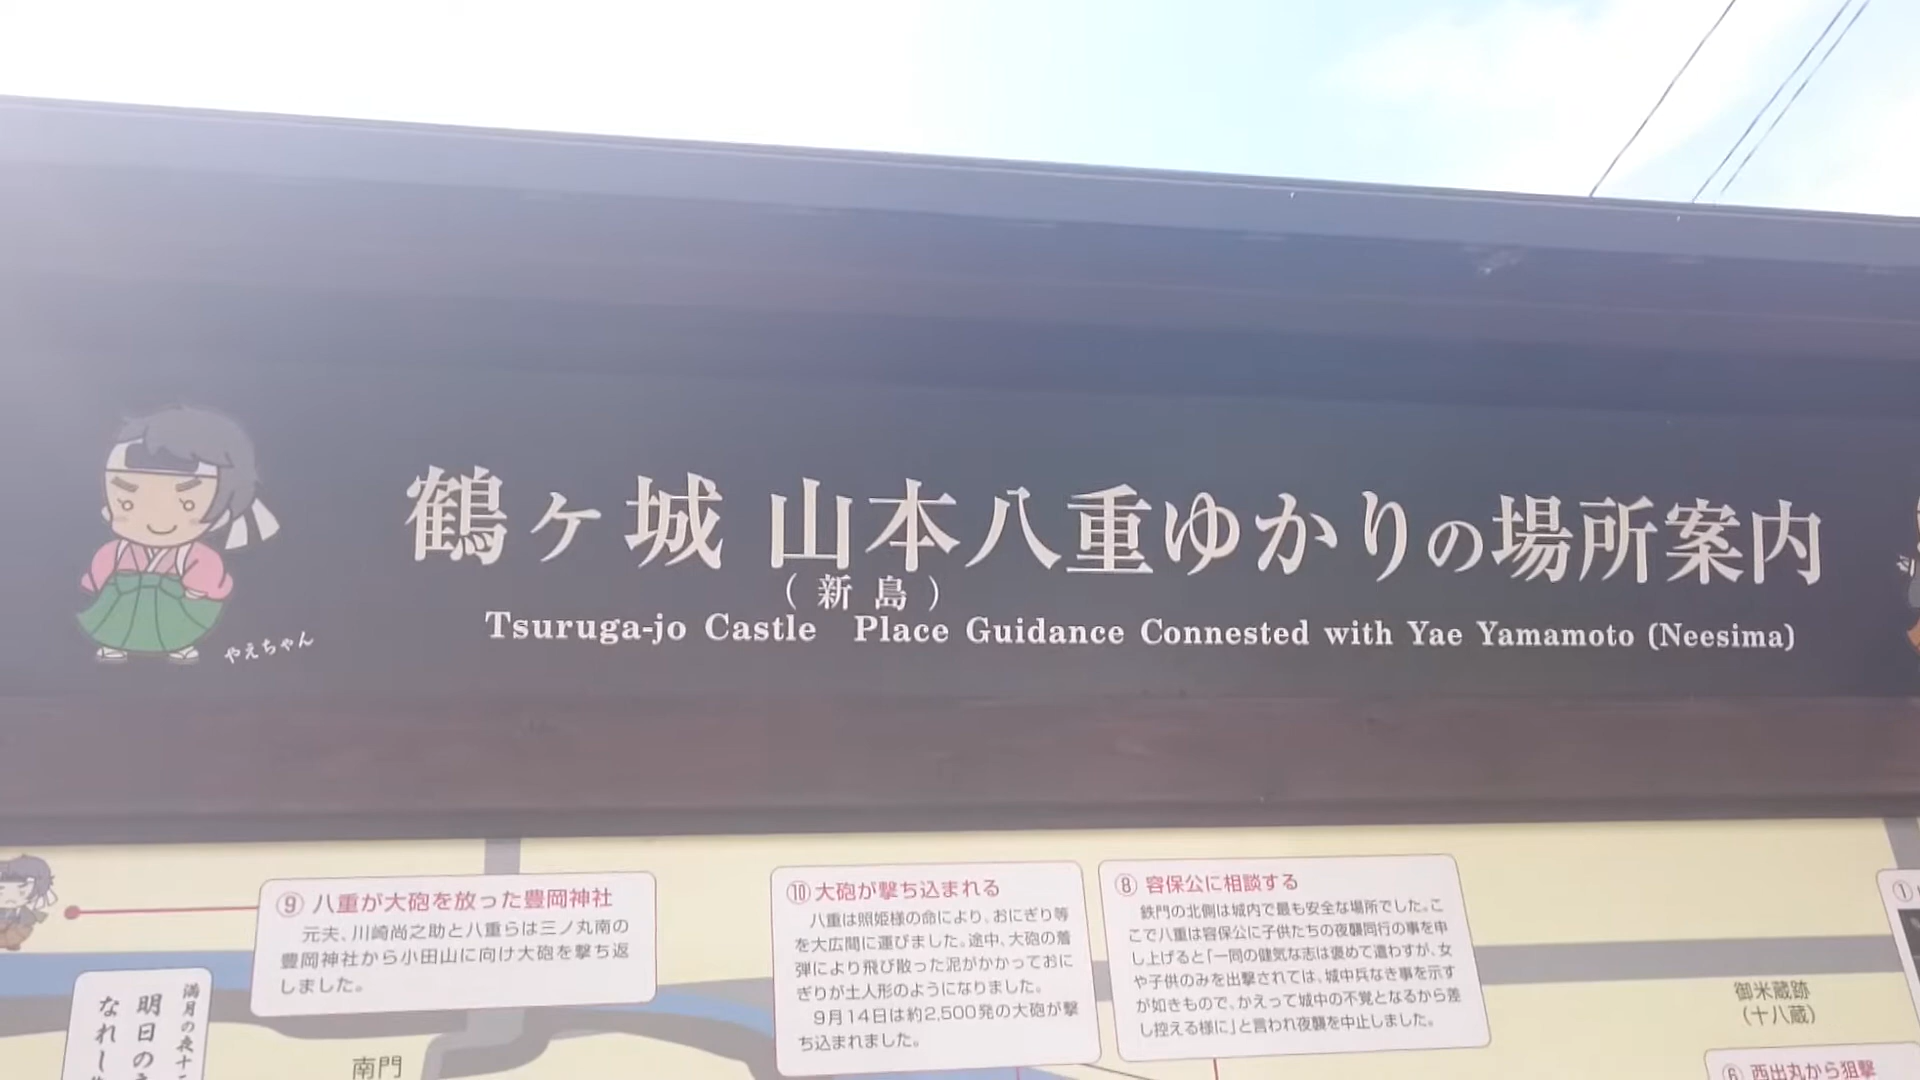 鶴ヶ城 山本八重ゆかりの場所案内
(新島)
Tsuruga-jo Castle Place Guidance Connested with Yae Yamamoto (Neesima)
やえちゃん
⑨ 八重が大砲を放った豊岡神社
元夫、川崎尚之助と八重らは三ノ丸南の
豊岡神社から小田山に向け大砲を撃ち返
しました。
⑩ 大砲が撃ち込まれる
八重は照姫様の命により、おにぎり等
を大広間に運びました。途中、大砲の着
弾により飛び散った泥がかかっておに
ぎりが土人形のようになりました。
9月14日は約2,500発の大砲が撃
ち込まれました。
⑧ 容保公に相談する
鉄門の北側は城内で最も安全な場所でした。こ
こで八重は容保公に子供たちの夜襲同行の事を申
し上げると「一同の健気な志は褒めて遣わすが、女
や子供のみを出撃されては、城中兵なき事を示す
が如きもので、かえって城中の不覚となるから差
し控える様に」と言われ夜襲を中止しました。
①
満月の夜十
明日の
なれし
南門
御米蔵跡
(十八蔵)
⑥ 西出丸から狙撃